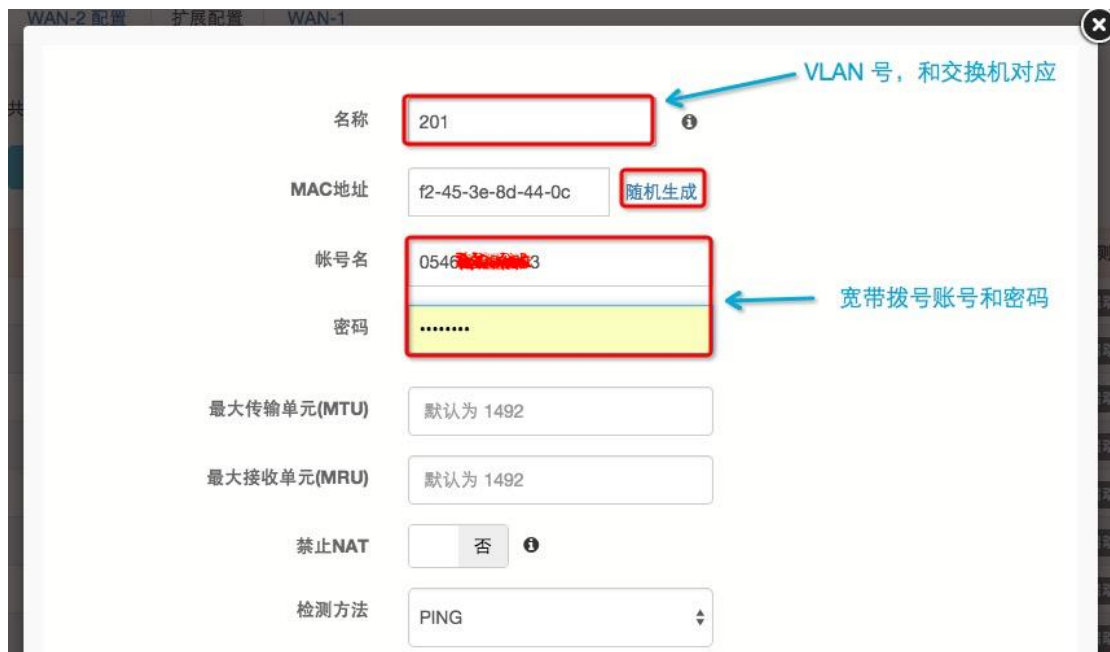 WAN-2 配置 扩展配置 WAN-1
VLAN 号，和交换机对应
共
名称 201
MAC地址 f2-45-3e-8d-44-0c 随机生成
帐号名 0546 3
宽带拨号账号和密码
密码 ••••••••
最大传输单元(MTU) 默认为 1492
最大接收单元(MRU) 默认为 1492
禁止NAT 否
检测方法 PING